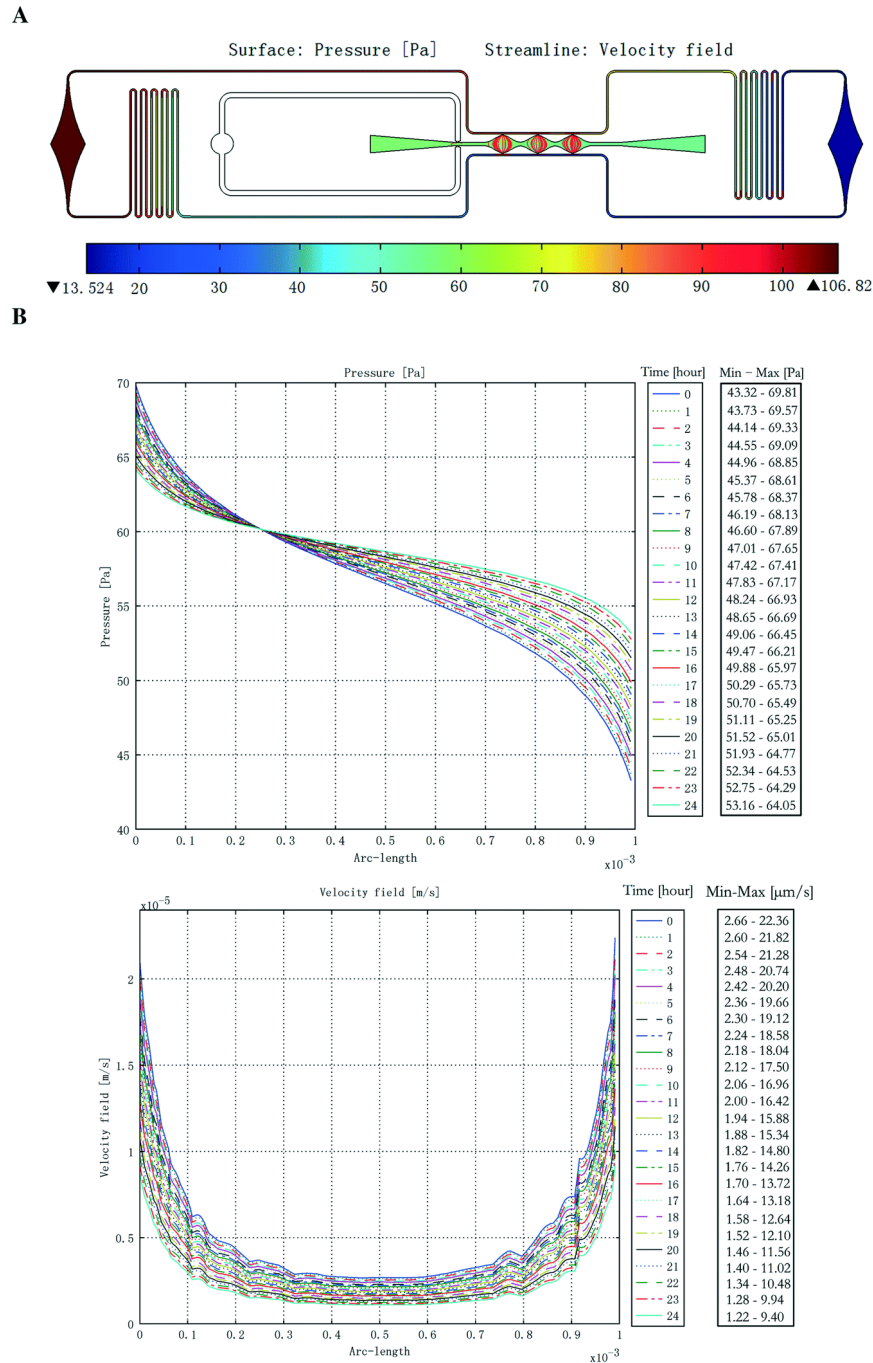 A
Surface: Pressure [Pa] Streamline: Velocity field
▼13.524 20 30 40 50 60 70 80 90 100 ▲106.82
B
Pressure [Pa] Time [hour] Min – Max [Pa]
70
65
60
55
50
45
40
Pressure [Pa]
0 0.1 0.2 0.3 0.4 0.5 0.6 0.7 0.8 0.9 1
Arc-length x10⁻³
0 43.32 - 69.81
1 43.73 - 69.57
2 44.14 - 69.33
3 44.55 - 69.09
4 44.96 - 68.85
5 45.37 - 68.61
6 45.78 - 68.37
7 46.19 - 68.13
8 46.60 - 67.89
9 47.01 - 67.65
10 47.42 - 67.41
11 47.83 - 67.17
12 48.24 - 66.93
13 48.65 - 66.69
14 49.06 - 66.45
15 49.47 - 66.21
16 49.88 - 65.97
17 50.29 - 65.73
18 50.70 - 65.49
19 51.11 - 65.25
20 51.52 - 65.01
21 51.93 - 64.77
22 52.34 - 64.53
23 52.75 - 64.29
24 53.16 - 64.05
Velocity field [m/s] Time [hour] Min-Max [μm/s]
x10⁻⁵
2
1.5
1
0.5
0
Velocity field [m/s]
0 0.1 0.2 0.3 0.4 0.5 0.6 0.7 0.8 0.9 1
Arc-length x10⁻³
0 2.66 - 22.36
1 2.60 - 21.82
2 2.54 - 21.28
3 2.48 - 20.74
4 2.42 - 20.20
5 2.36 - 19.66
6 2.30 - 19.12
7 2.24 - 18.58
8 2.18 - 18.04
9 2.12 - 17.50
10 2.06 - 16.96
11 2.00 - 16.42
12 1.94 - 15.88
13 1.88 - 15.34
14 1.82 - 14.80
15 1.76 - 14.26
16 1.70 - 13.72
17 1.64 - 13.18
18 1.58 - 12.64
19 1.52 - 12.10
20 1.46 - 11.56
21 1.40 - 11.02
22 1.34 - 10.48
23 1.28 - 9.94
24 1.22 - 9.40